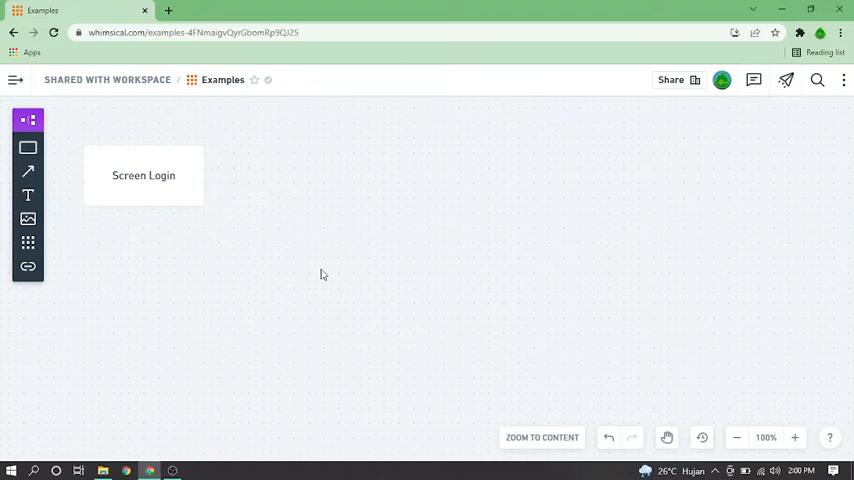 Examples
whimsical.com/examples-4FNmaigvQyrGbomRp9QJ25
Apps
Reading list
SHARED WITH WORKSPACE / Examples
Share
Screen Login
T
ZOOM TO CONTENT
100%
?
26°C Hujan
2:00 PM